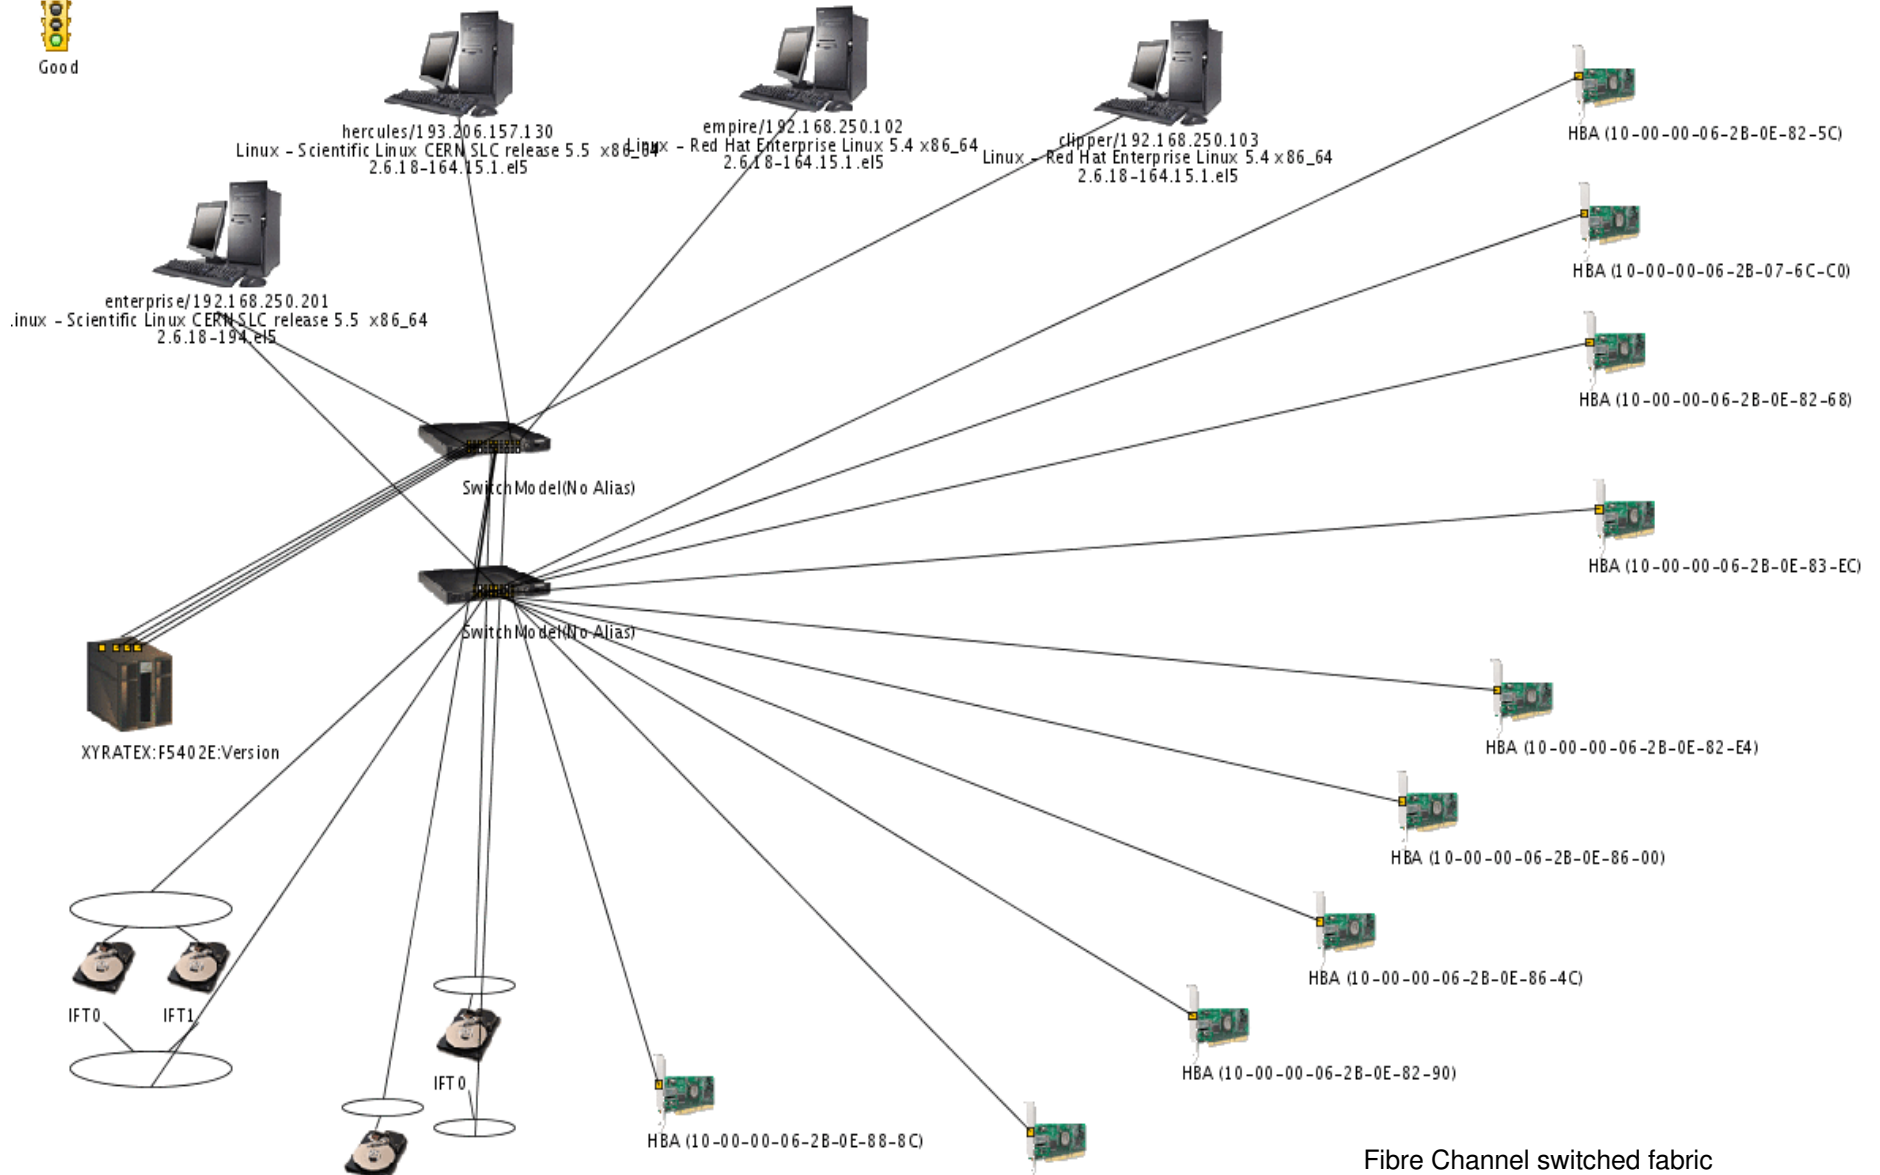 Good
hercules/193.206.157.130
Linux – Scientific Linux CERN SLC release 5.5 x86_64
2.6.18–164.15.1.el5
empire/192.168.250.102
Linux – Red Hat Enterprise Linux 5.4 x86_64
2.6.18–164.15.1.el5
clipper/192.168.250.103
Linux – Red Hat Enterprise Linux 5.4 x86_64
2.6.18–164.15.1.el5
HBA (10-00-00-06-2B-0E-82-5C)
HBA (10-00-00-06-2B-07-6C-C0)
enterprise/192.168.250.201
.inux – Scientific Linux CERN SLC release 5.5 x86_64
2.6.18–194.el5
HBA (10-00-00-06-2B-0E-82-68)
SwitchModel(No Alias)
HBA (10-00-00-06-2B-0E-83-EC)
SwitchModel(No Alias)
XYRATEX:F5402E:Version
HBA (10-00-00-06-2B-0E-82-E4)
HBA (10-00-00-06-2B-0E-86-00)
HBA (10-00-00-06-2B-0E-86-4C)
IFT0
IFT1
HBA (10-00-00-06-2B-0E-82-90)
IFT0
HBA (10-00-00-06-2B-0E-88-8C)
Fibre Channel switched fabric